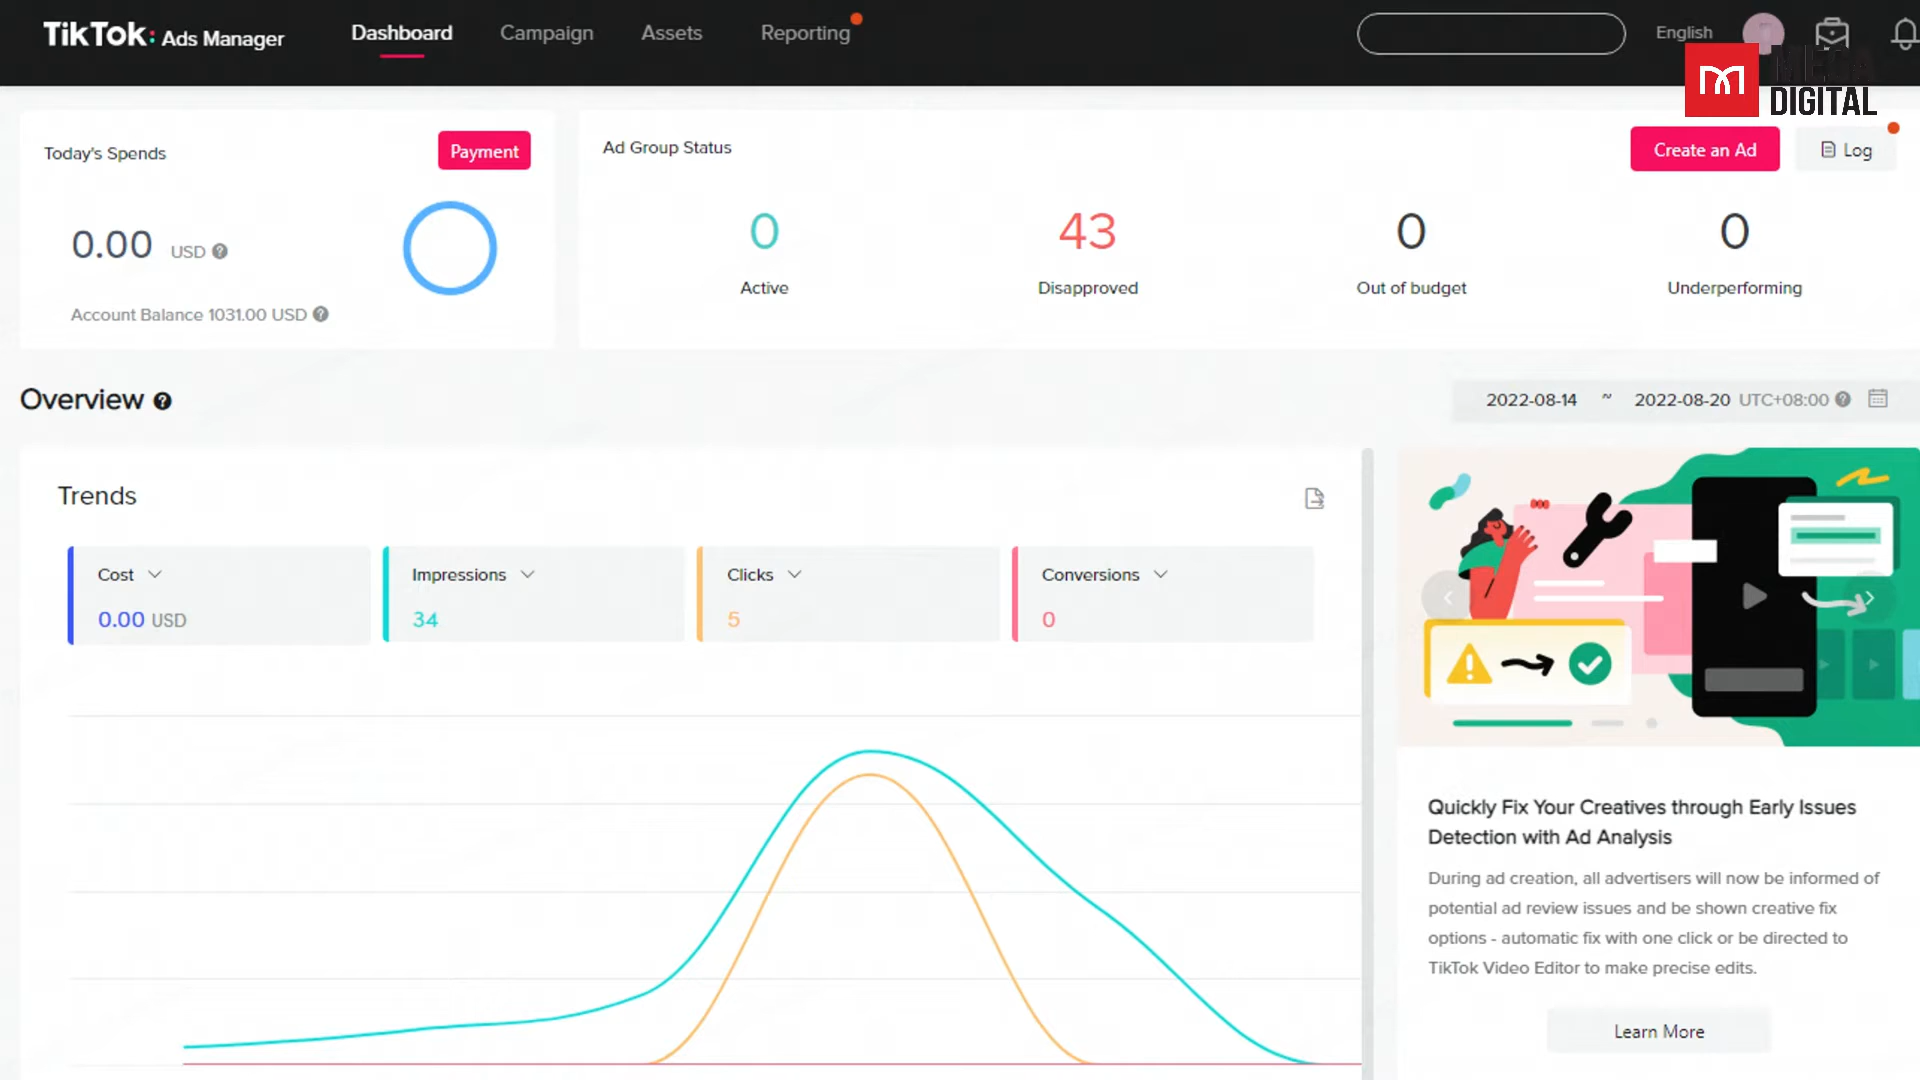 TikTok: Ads Manager
Dashboard
Campaign
Assets
Reporting
English
MEGA
DIGITAL
Today's Spends
Payment
0.00 USD
Account Balance 1031.00 USD
Ad Group Status
Create an Ad
Log
0
Active
43
Disapproved
0
Out of budget
0
Underperforming
Overview
2022-08-14 ~ 2022-08-20 UTC+08:00
Trends
Cost
0.00 USD
Impressions
34
Clicks
5
Conversions
0
Quickly Fix Your Creatives through Early Issues
Detection with Ad Analysis
During ad creation, all advertisers will now be informed of
potential ad review issues and be shown creative fix
options - automatic fix with one click or be directed to
TikTok Video Editor to make precise edits.
Learn More